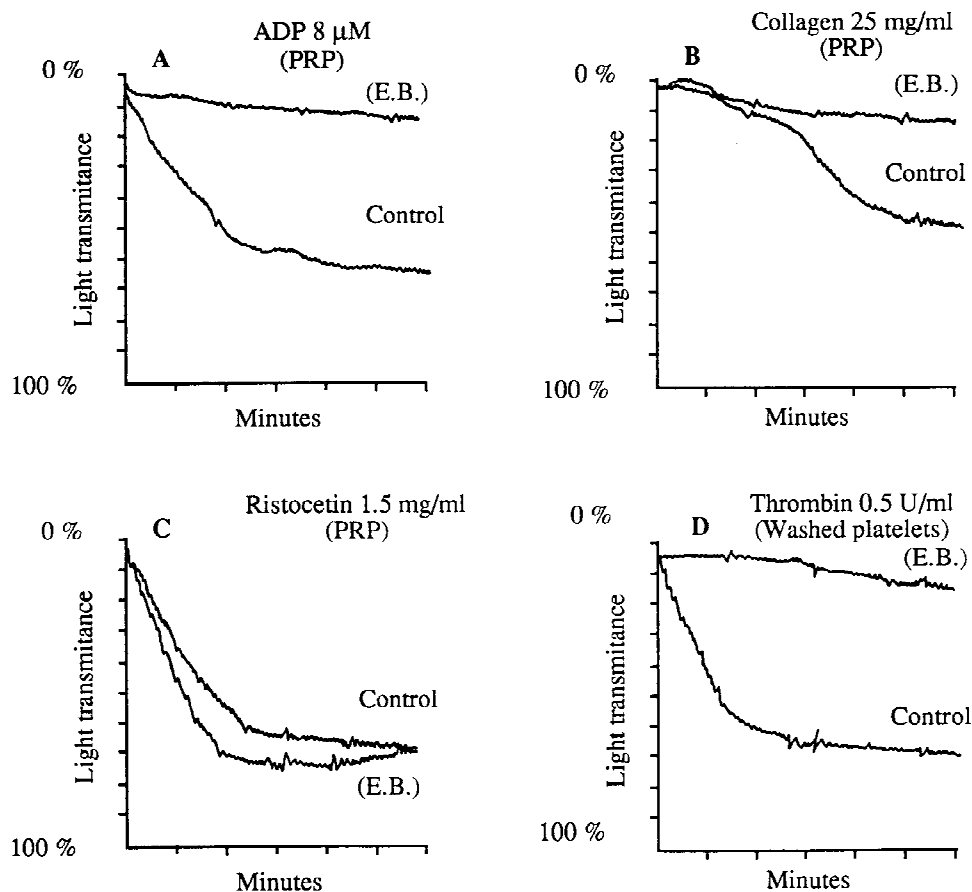 A
ADP 8 µM
(PRP)
0 %
(E.B.)
Control
Light transmitance
100 %
Minutes
B
Collagen 25 mg/ml
(PRP)
0 %
(E.B.)
Control
Light transmitance
100 %
Minutes
C
Ristocetin 1.5 mg/ml
(PRP)
0 %
Control
(E.B.)
Light transmitance
100 %
Minutes
D
Thrombin 0.5 U/ml
(Washed platelets)
0 %
(E.B.)
Control
Light transmitance
100 %
Minutes